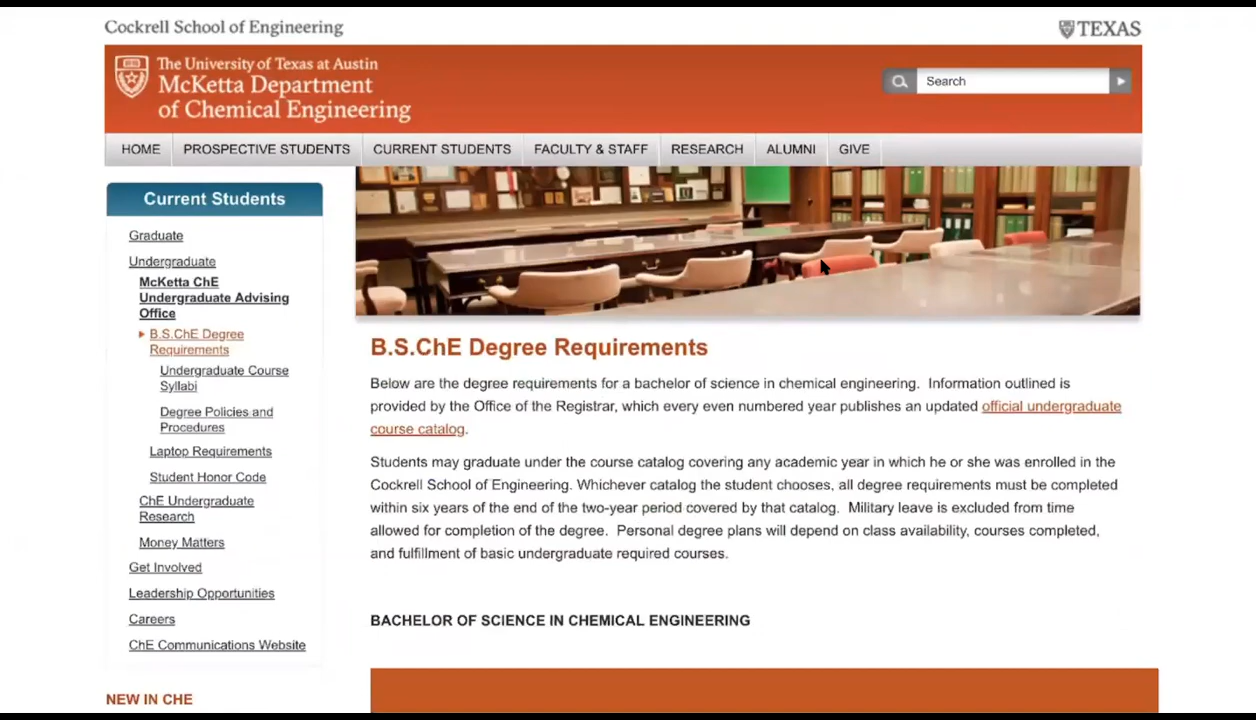 Cockrell School of Engineering
TEXAS
The University of Texas at Austin
McKetta Department
of Chemical Engineering
Search
HOME
PROSPECTIVE STUDENTS
CURRENT STUDENTS
FACULTY & STAFF
RESEARCH
ALUMNI
GIVE
Current Students
Graduate
Undergraduate
McKetta ChE
Undergraduate Advising
Office
B.S.ChE Degree
Requirements
Undergraduate Course
Syllabi
Degree Policies and
Procedures
Laptop Requirements
Student Honor Code
ChE Undergraduate
Research
Money Matters
Get Involved
Leadership Opportunities
Careers
ChE Communications Website
NEW IN CHE
B.S.ChE Degree Requirements
Below are the degree requirements for a bachelor of science in chemical engineering. Information outlined is
provided by the Office of the Registrar, which every even numbered year publishes an updated official undergraduate
course catalog.
Students may graduate under the course catalog covering any academic year in which he or she was enrolled in the
Cockrell School of Engineering. Whichever catalog the student chooses, all degree requirements must be completed
within six years of the end of the two-year period covered by that catalog. Military leave is excluded from time
allowed for completion of the degree. Personal degree plans will depend on class availability, courses completed,
and fulfillment of basic undergraduate required courses.
BACHELOR OF SCIENCE IN CHEMICAL ENGINEERING